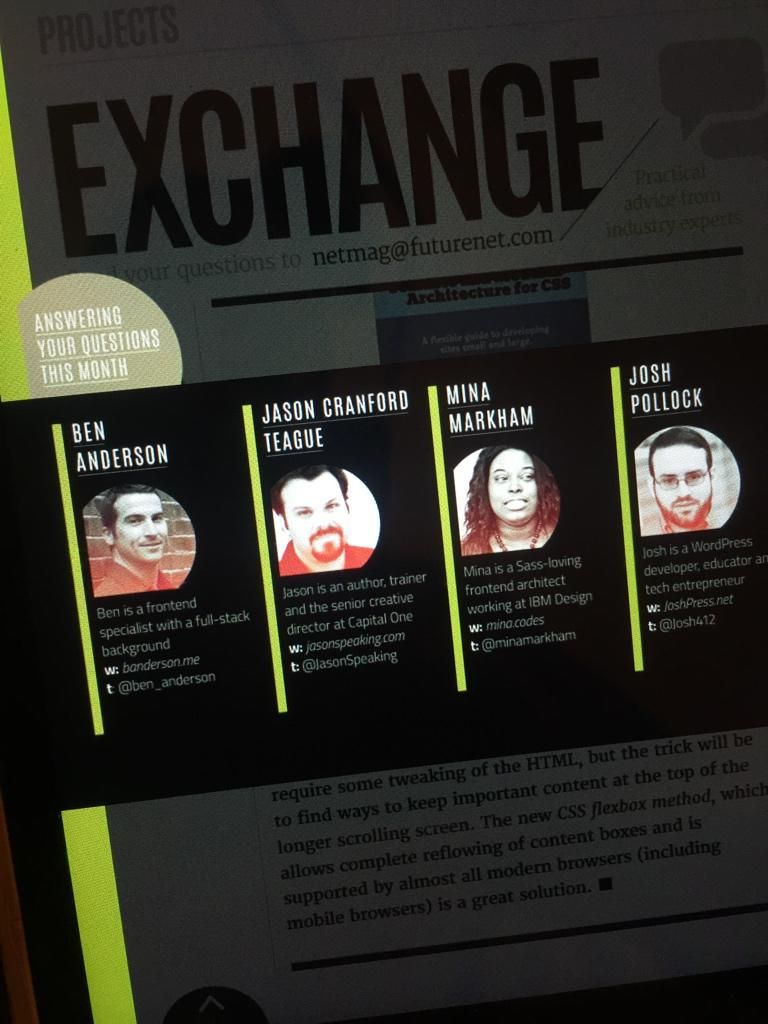 PROJECTS
EXCHANGE
Practical
advice from
industry experts
your questions to netmag@futurenet.com
Architecture for CSS
A flexible guide to developing
sites small and large.
ANSWERING
YOUR QUESTIONS
THIS MONTH
BEN
ANDERSON
Ben is a frontend
specialist with a full-stack
background
w: banderson.me
t: @ben_anderson
JASON CRANFORD
TEAGUE
Jason is an author, trainer
and the senior creative
director at Capital One
w: jasonspeaking.com
t: @JasonSpeaking
MINA
MARKHAM
Mina is a Sass-loving
frontend architect
working at IBM Design
w: mina.codes
t: @minamarkham
JOSH
POLLOCK
Josh is a WordPress
developer, educator an
tech entrepreneur
w: JoshPress.net
t: @Josh412
require some tweaking of the HTML, but the trick will be
to find ways to keep important content at the top of the
longer scrolling screen. The new CSS flexbox method, which
allows complete reflowing of content boxes and is
supported by almost all modern browsers (including
mobile browsers) is a great solution.